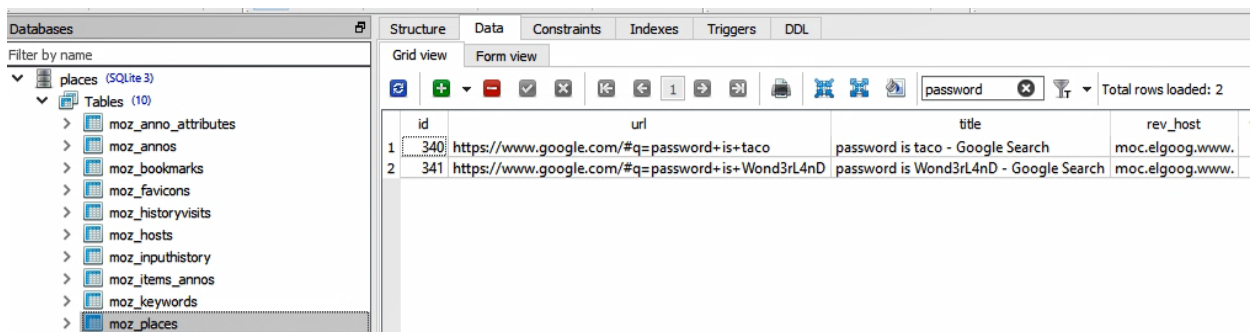 Databases
Filter by name
places (SQLite 3)
Tables (10)
moz_anno_attributes
moz_annos
moz_bookmarks
moz_favicons
moz_historyvisits
moz_hosts
moz_inputhistory
moz_items_annos
moz_keywords
moz_places
Structure Data Constraints Indexes Triggers DDL
Grid view Form view
1 password Total rows loaded: 2
id url title rev_host
1 340 https://www.google.com/#q=password+is+taco password is taco - Google Search moc.elgoog.www.
2 341 https://www.google.com/#q=password+is+Wond3rL4nD password is Wond3rL4nD - Google Search moc.elgoog.www.